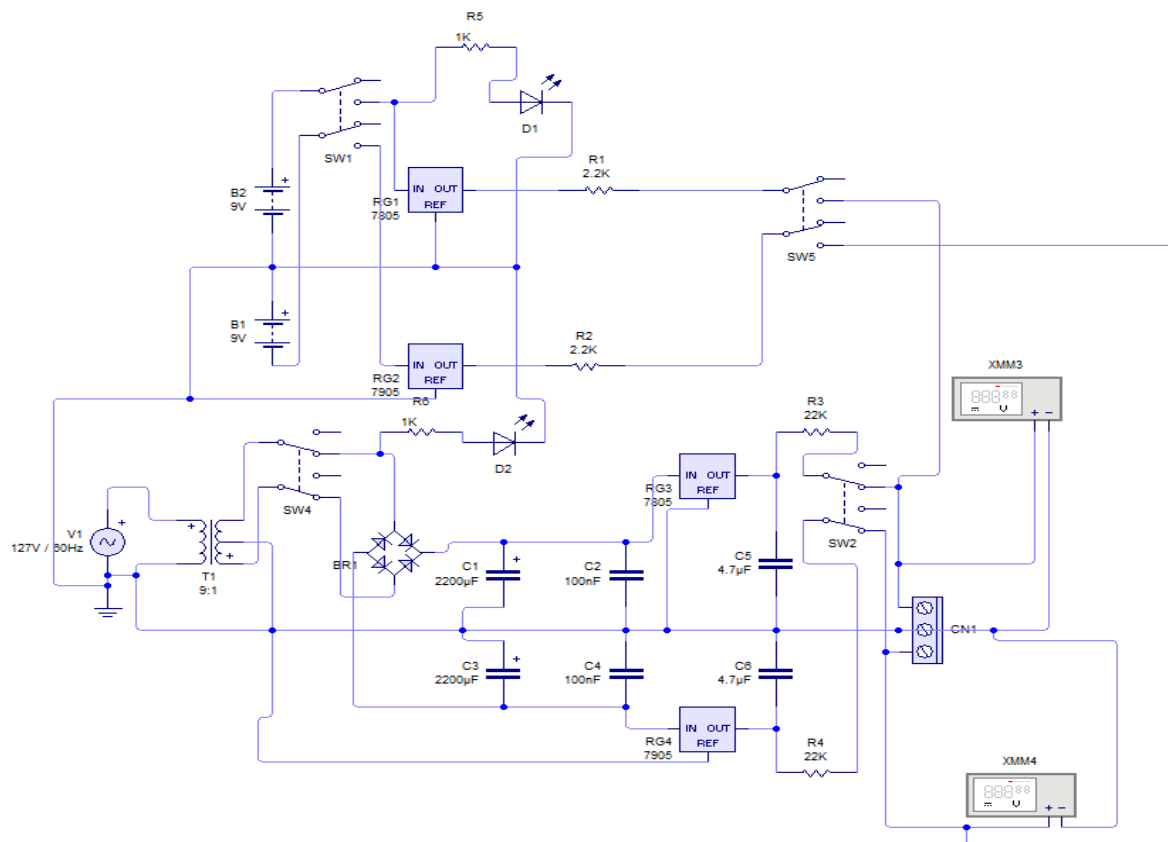 R5
1K
D1
SW1
B2
9V
IN OUT
REF
RG1
7805
R1
2.2K
SW5
B1
9V
IN OUT
REF
RG2
7905
R2
2.2K
XMM3
V
+ −
R6
1K
D2
R3
22K
SW4
IN OUT
REF
RG3
7805
SW2
V1
127V / 60Hz
T1
9:1
BR1
C1
2200µF
C2
100nF
C5
4.7µF
CN1
C3
2200µF
C4
100nF
C6
4.7µF
IN OUT
REF
RG4
7905
R4
22K
XMM4
V
+ −